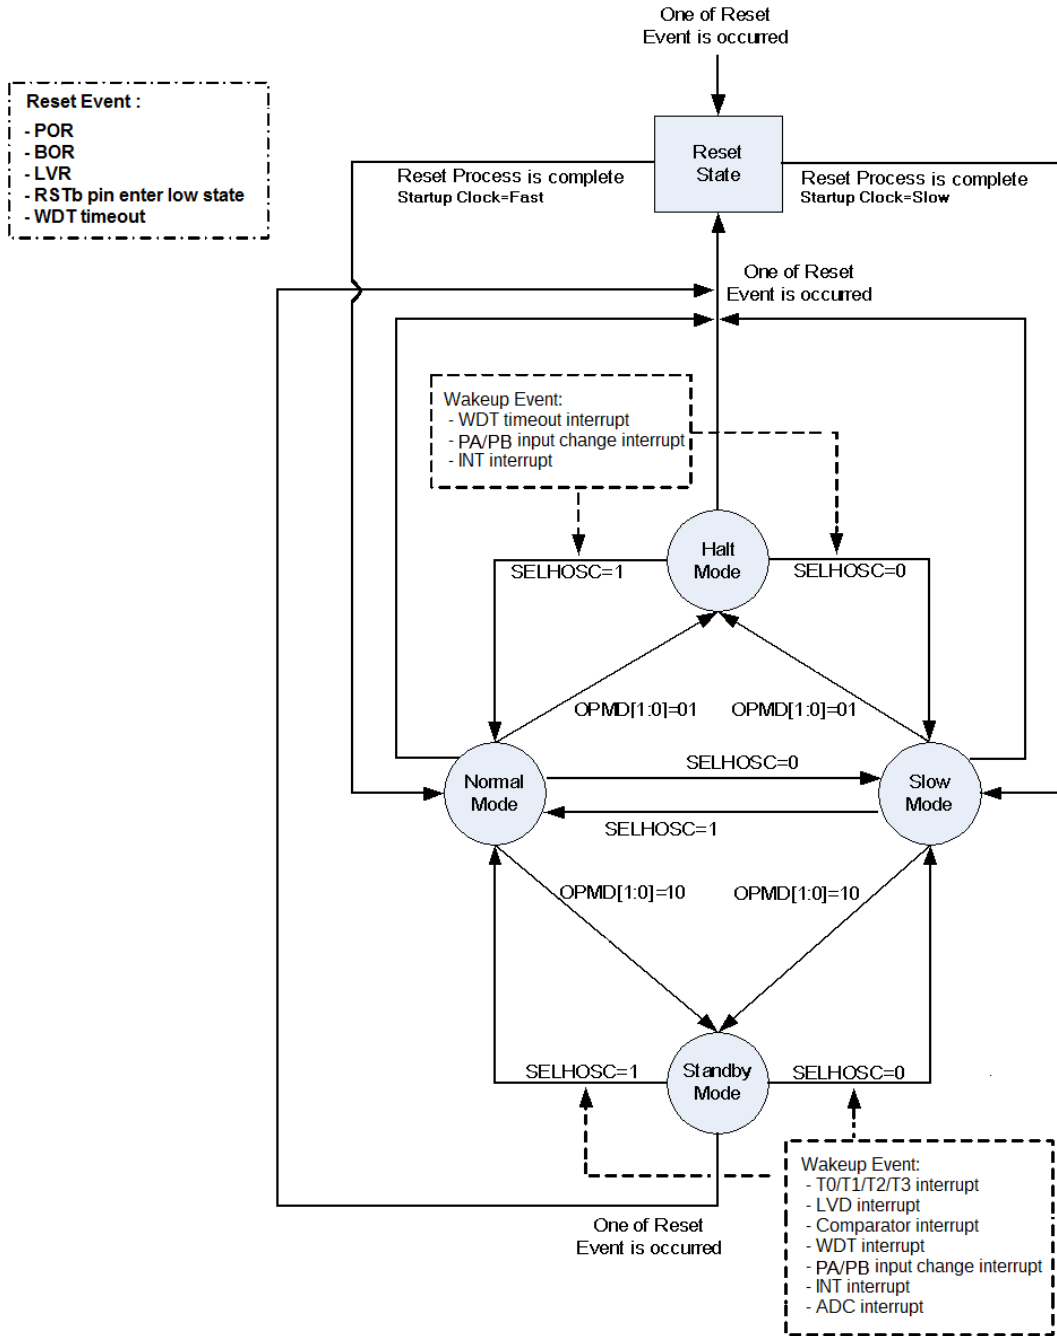 One of Reset
Event is occurred
Reset Event :
- POR
- BOR
- LVR
- RSTb pin enter low state
- WDT timeout
Reset
State
Reset Process is complete
Startup Clock=Fast
Reset Process is complete
Startup Clock=Slow
One of Reset
Event is occurred
Wakeup Event:
- WDT timeout interrupt
- PA/PB input change interrupt
- INT interrupt
Halt
Mode
SELHOSC=1
SELHOSC=0
OPMD[1:0]=01
OPMD[1:0]=01
SELHOSC=0
Normal
Mode
Slow
Mode
SELHOSC=1
OPMD[1:0]=10
OPMD[1:0]=10
Standby
Mode
SELHOSC=1
SELHOSC=0
Wakeup Event:
- T0/T1/T2/T3 interrupt
- LVD interrupt
- Comparator interrupt
- WDT interrupt
- PA/PB input change interrupt
- INT interrupt
- ADC interrupt
One of Reset
Event is occurred